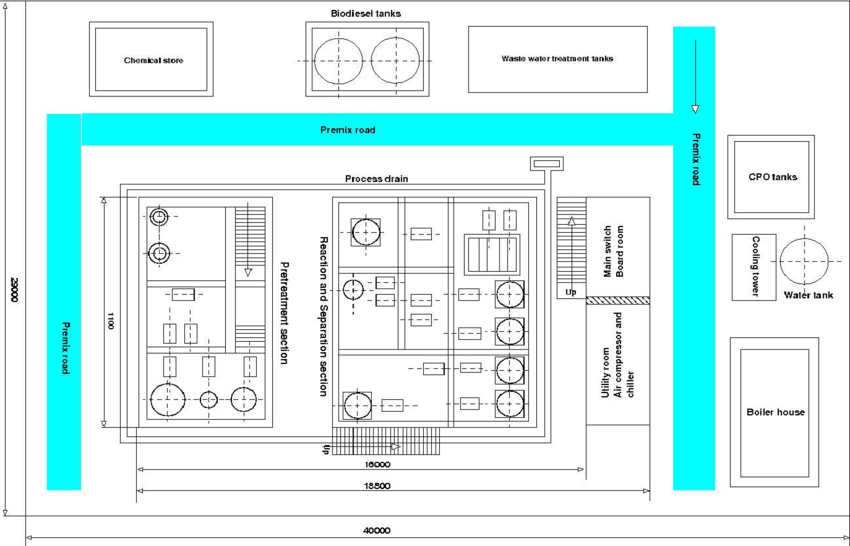 Biodiesel tanks
Chemical store
Waste water treatment tanks
Premix road
Premix road
CPO tanks
Process drain
Main switch
Board room
Cooling tower
Water tank
Pretreatment section
Reaction and Separation section
Up
29000
1100
Premix road
Utility room
Air compressor and
chiller
Boiler house
Up
16000
18800
40000